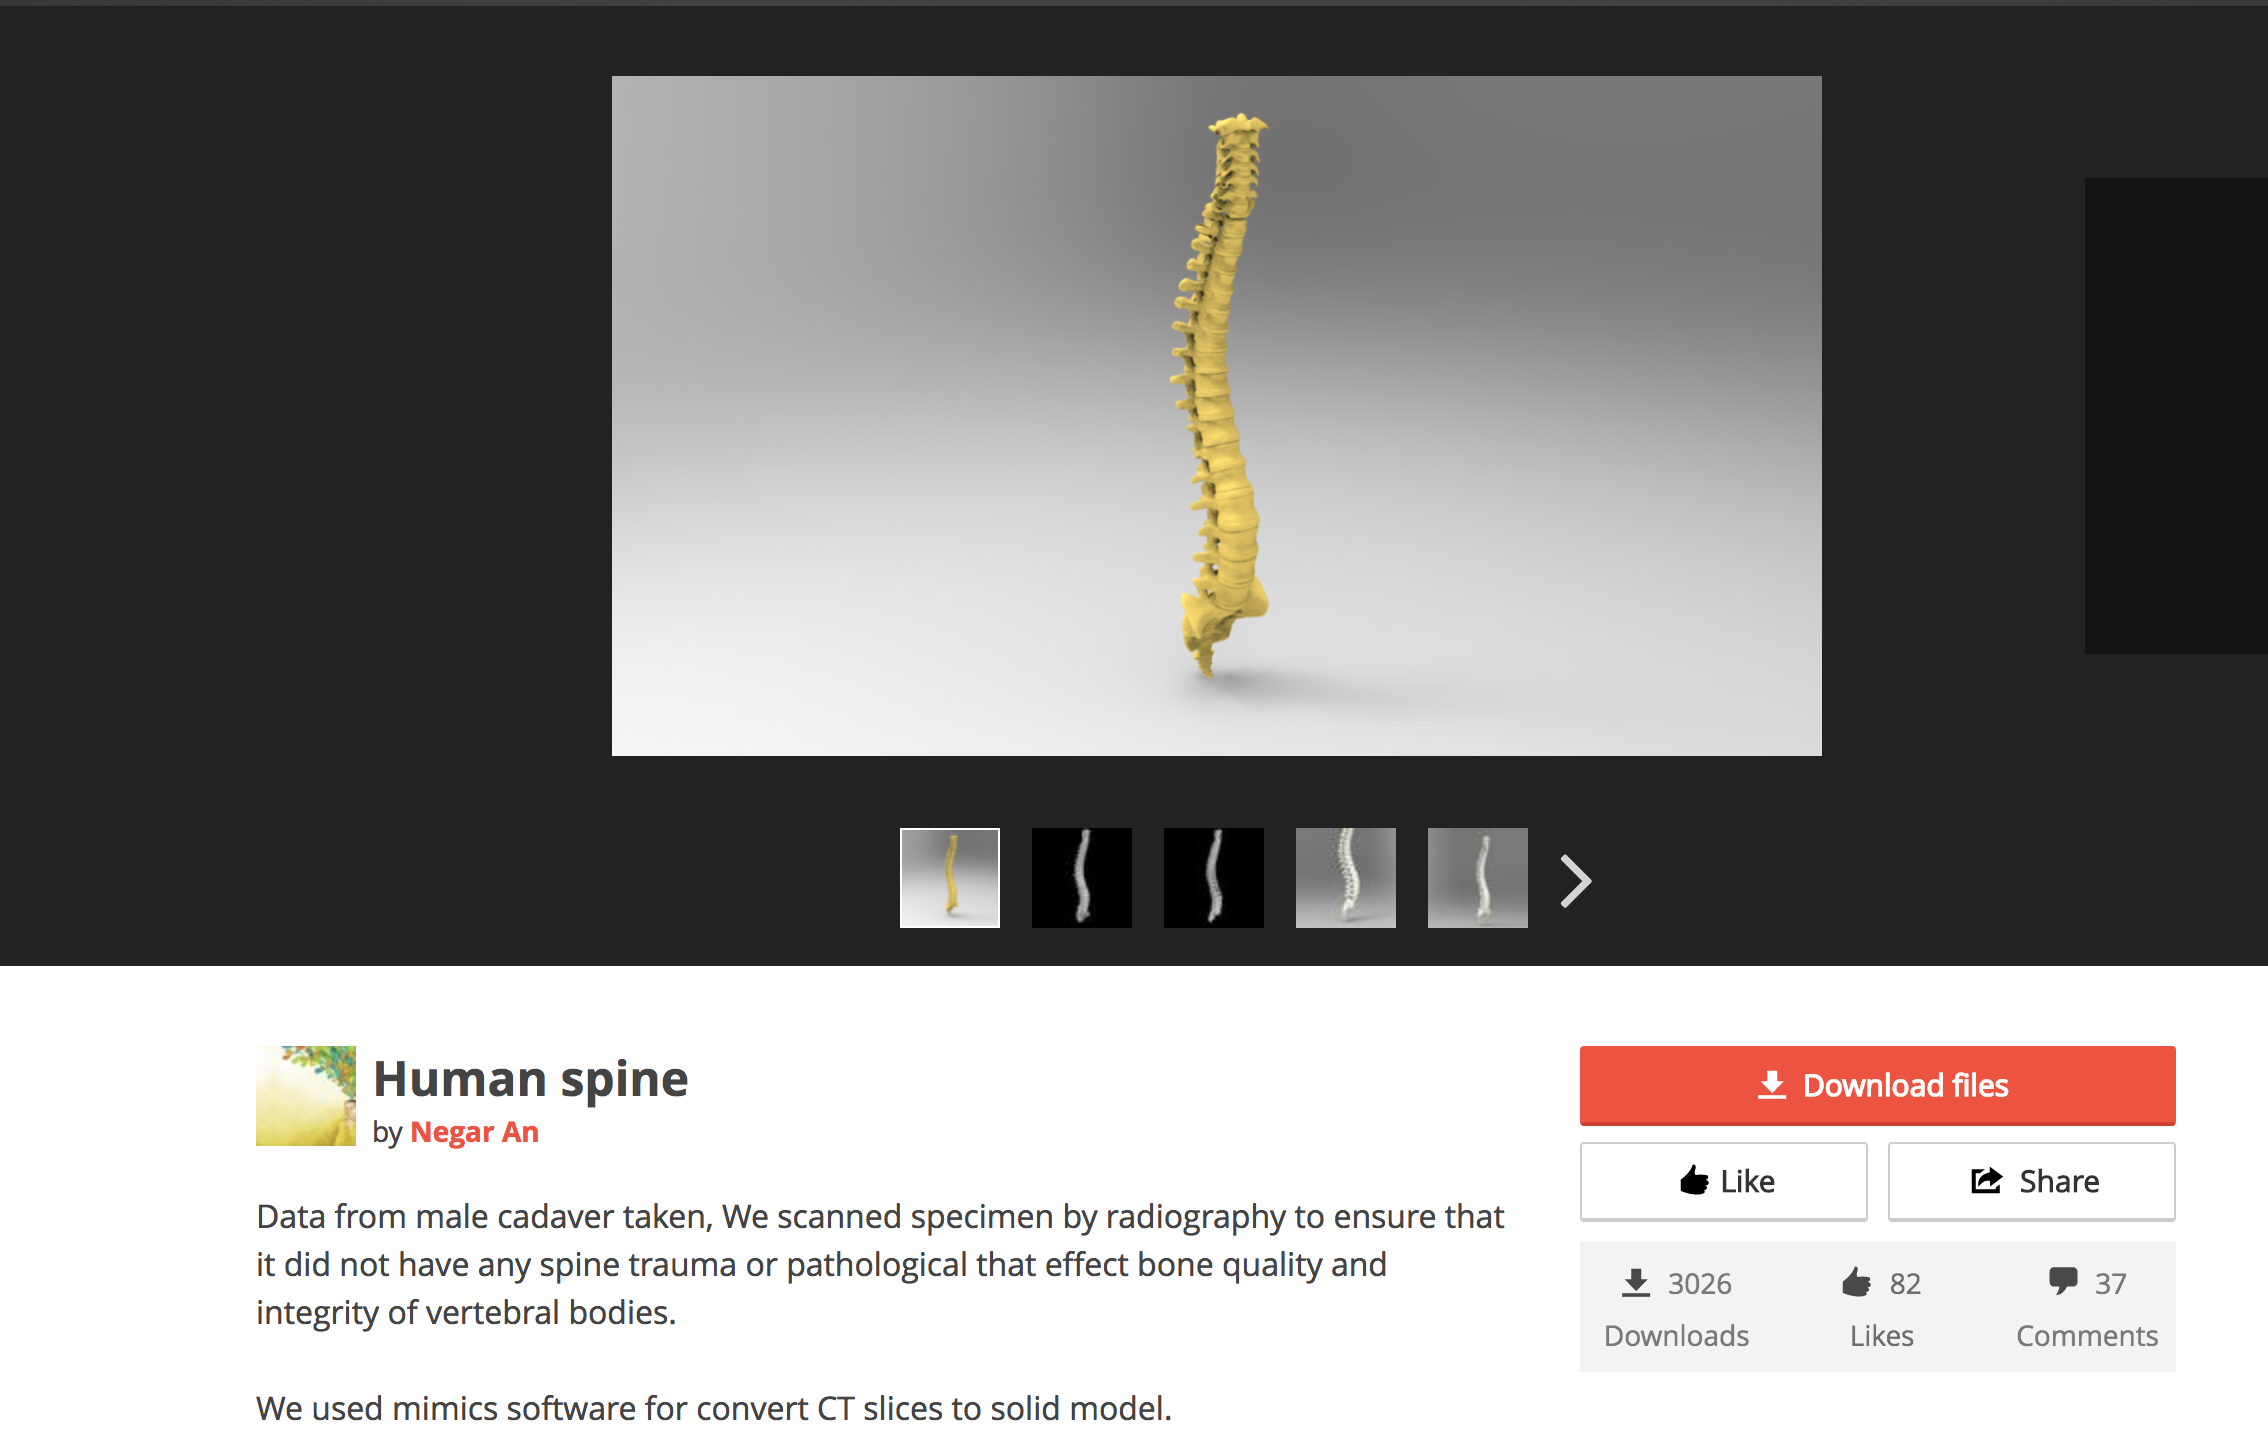 Human spine
by Negar An
Data from male cadaver taken, We scanned specimen by radiography to ensure that
it did not have any spine trauma or pathological that effect bone quality and
integrity of vertebral bodies.
We used mimics software for convert CT slices to solid model.
Download files
Like
Share
3026
82
37
Downloads
Likes
Comments